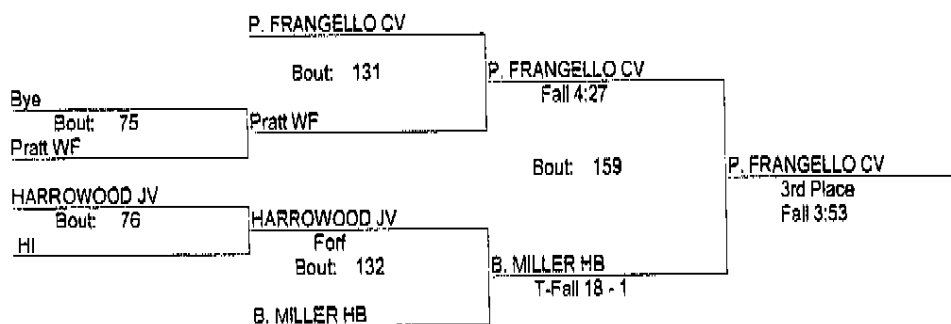 P. FRANGELLO CV
Bout: 131
P. FRANGELLO CV
Fall 4:27
Bye
Bout: 75
Pratt WF
Pratt WF
Bout: 159
P. FRANGELLO CV
3rd Place
Fall 3:53
HARROWOOD JV
Bout: 76
HARROWOOD JV
HI
Forf
Bout: 132
B. MILLER HB
T-Fall 18 - 1
B. MILLER HB